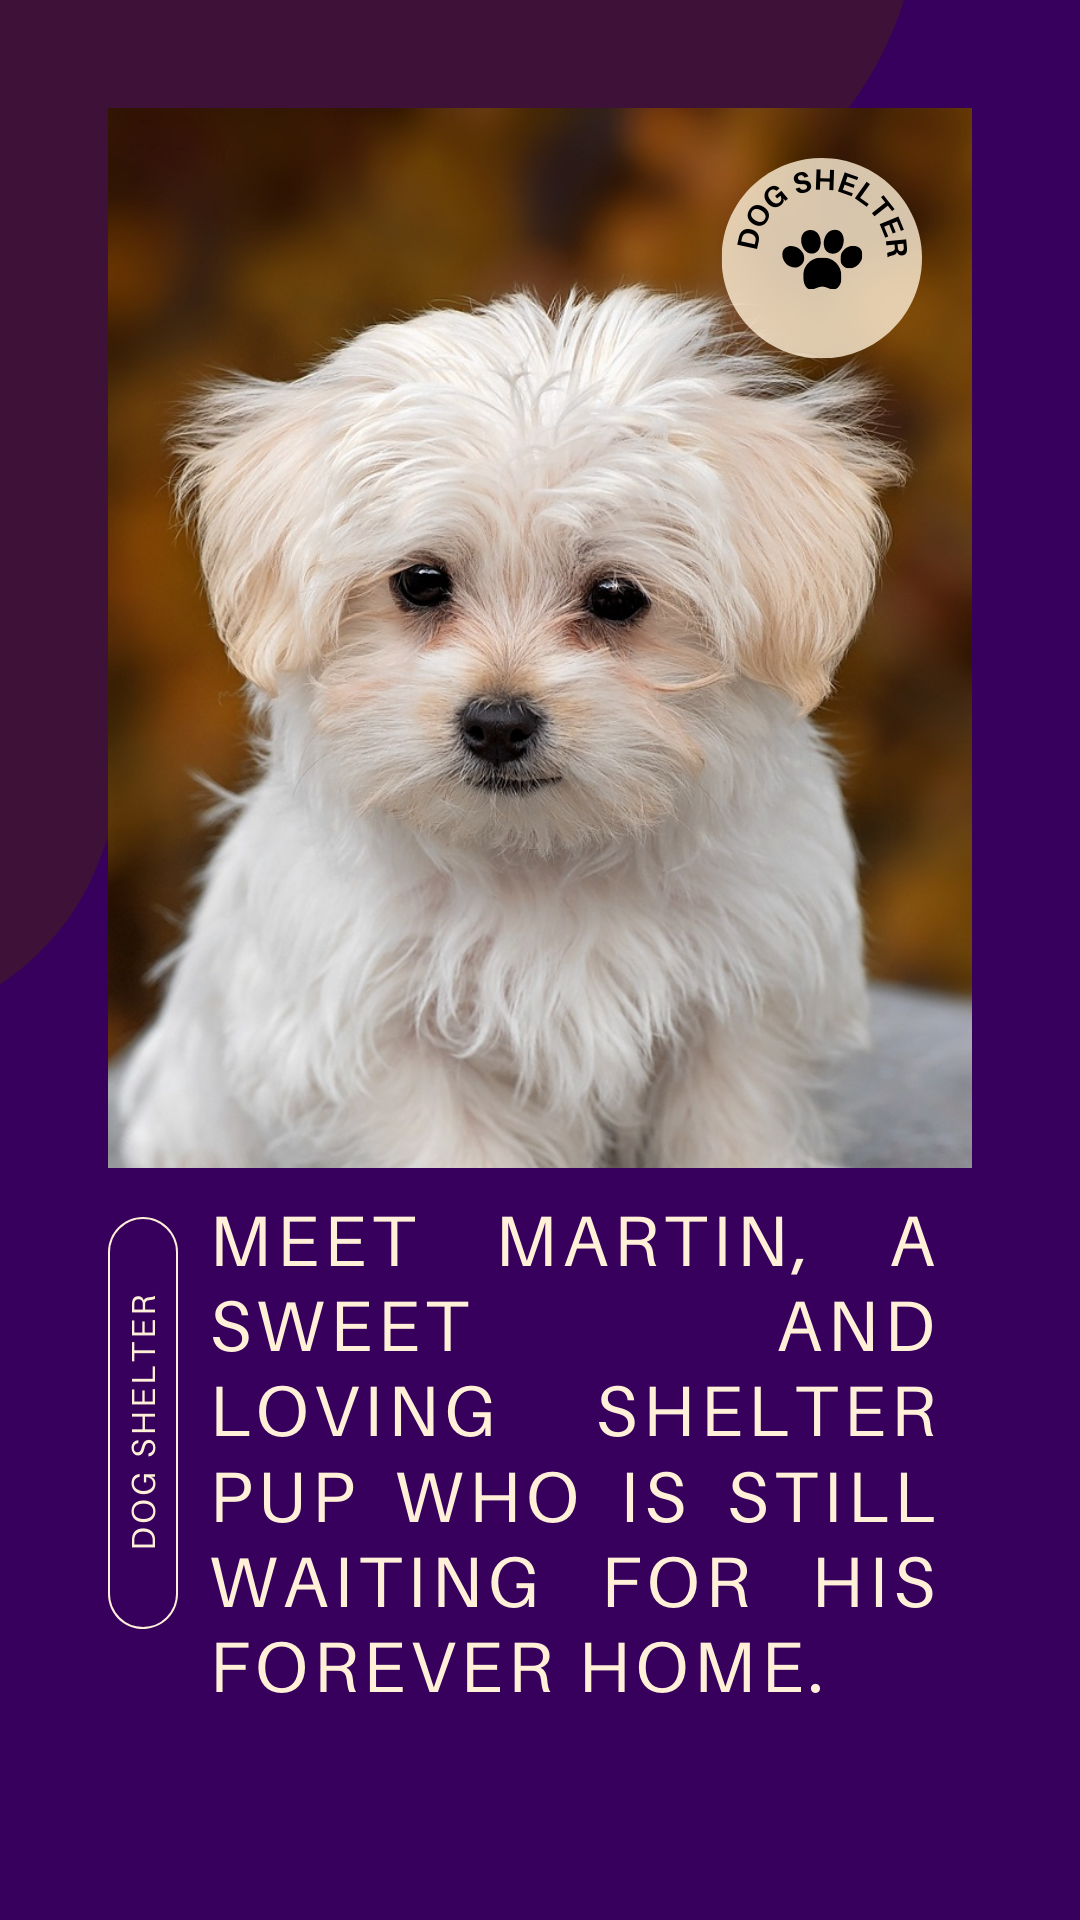 DOG SHELTER
MEET MARTIN, A
SWEET AND
LOVING SHELTER
PUP WHO IS STILL
WAITING FOR HIS
FOREVER HOME.
DOG SHELTER